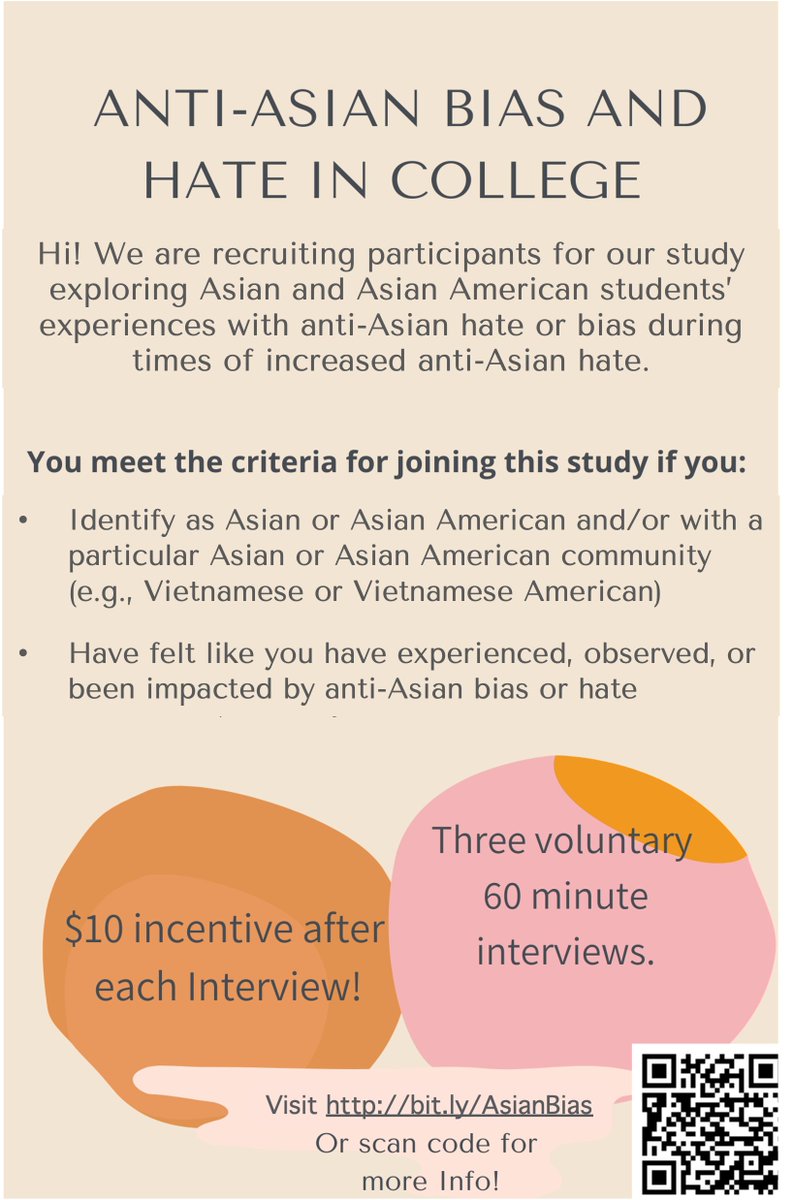 ANTI-ASIAN BIAS AND
HATE IN COLLEGE
Hi! We are recruiting participants for our study
exploring Asian and Asian American students'
experiences with anti-Asian hate or bias during
times of increased anti-Asian hate.
You meet the criteria for joining this study if you:
• Identify as Asian or Asian American and/or with a
particular Asian or Asian American community
(e.g., Vietnamese or Vietnamese American)
• Have felt like you have experienced, observed, or
been impacted by anti-Asian bias or hate
$10 incentive after
each Interview!
Three voluntary
60 minute
interviews.
Visit http://bit.ly/AsianBias
Or scan code for
more Info!